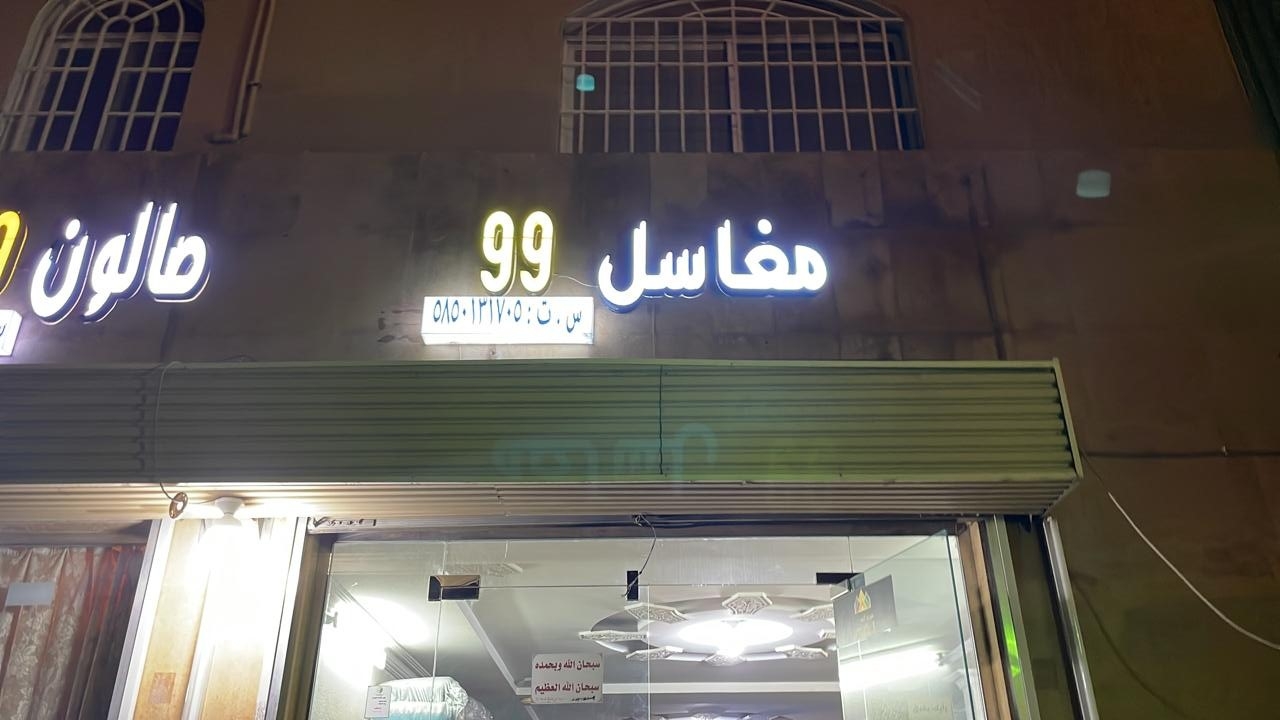 مغاسل 99
س . ت : ٥٨٥٠١٣١٧٠٥
صالون
سبحان الله وبحمده
سبحان الله العظيم